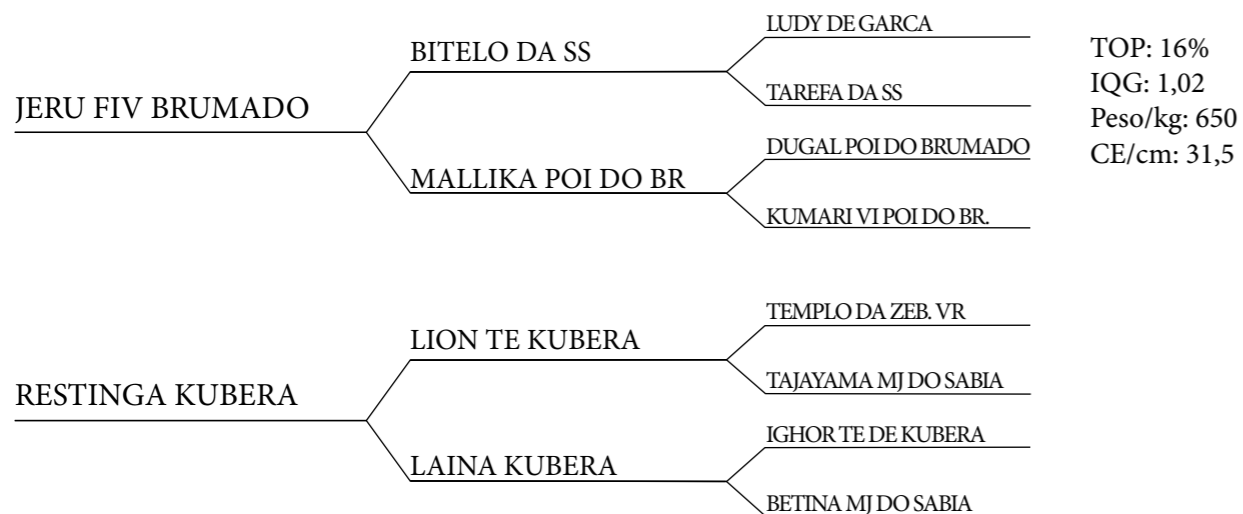 LUDY DE GARCA
BITELO DA SS
TAREFA DA SS
JERU FIV BRUMADO
DUGAL POI DO BRUMADO
MALLIKA POI DO BR
KUMARI VI POI DO BR.
TOP: 16%
IQG: 1,02
Peso/kg: 650
CE/cm: 31,5
TEMPLO DA ZEB. VR
LION TE KUBERA
TAJAYAMA MJ DO SABIA
RESTINGA KUBERA
IGHOR TE DE KUBERA
LAINA KUBERA
BETINA MJ DO SABIA